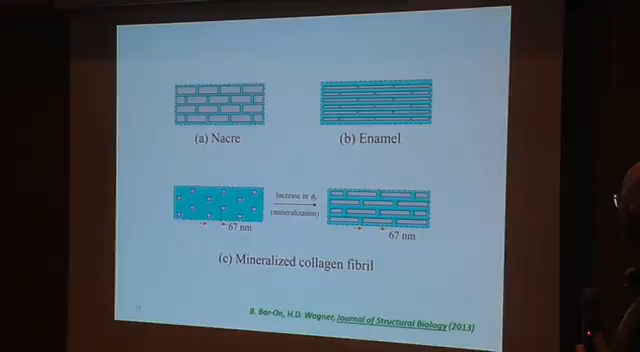 (a) Nacre
(b) Enamel
Increase in ϕ
(mineralization)
67 nm
67 nm
(c) Mineralized collagen fibril
B. Bar-On, H.D. Wagner, Journal of Structural Biology (2013)